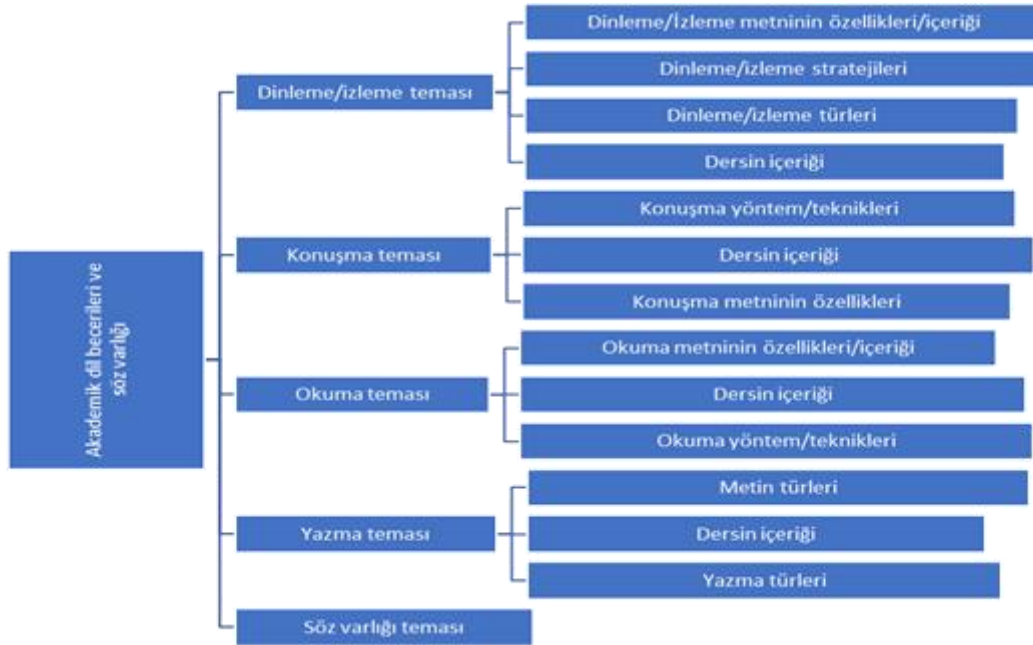 Akademik dil becerileri ve
söz varlığı
Dinleme/izleme teması
Dinleme/İzleme metninin özellikleri/içeriği
Dinleme/izleme stratejileri
Dinleme/izleme türleri
Dersin içeriği
Konuşma teması
Konuşma yöntem/teknikleri
Dersin içeriği
Konuşma metninin özellikleri
Okuma teması
Okuma metninin özellikleri/içeriği
Dersin içeriği
Okuma yöntem/teknikleri
Yazma teması
Metin türleri
Dersin içeriği
Yazma türleri
Söz varlığı teması